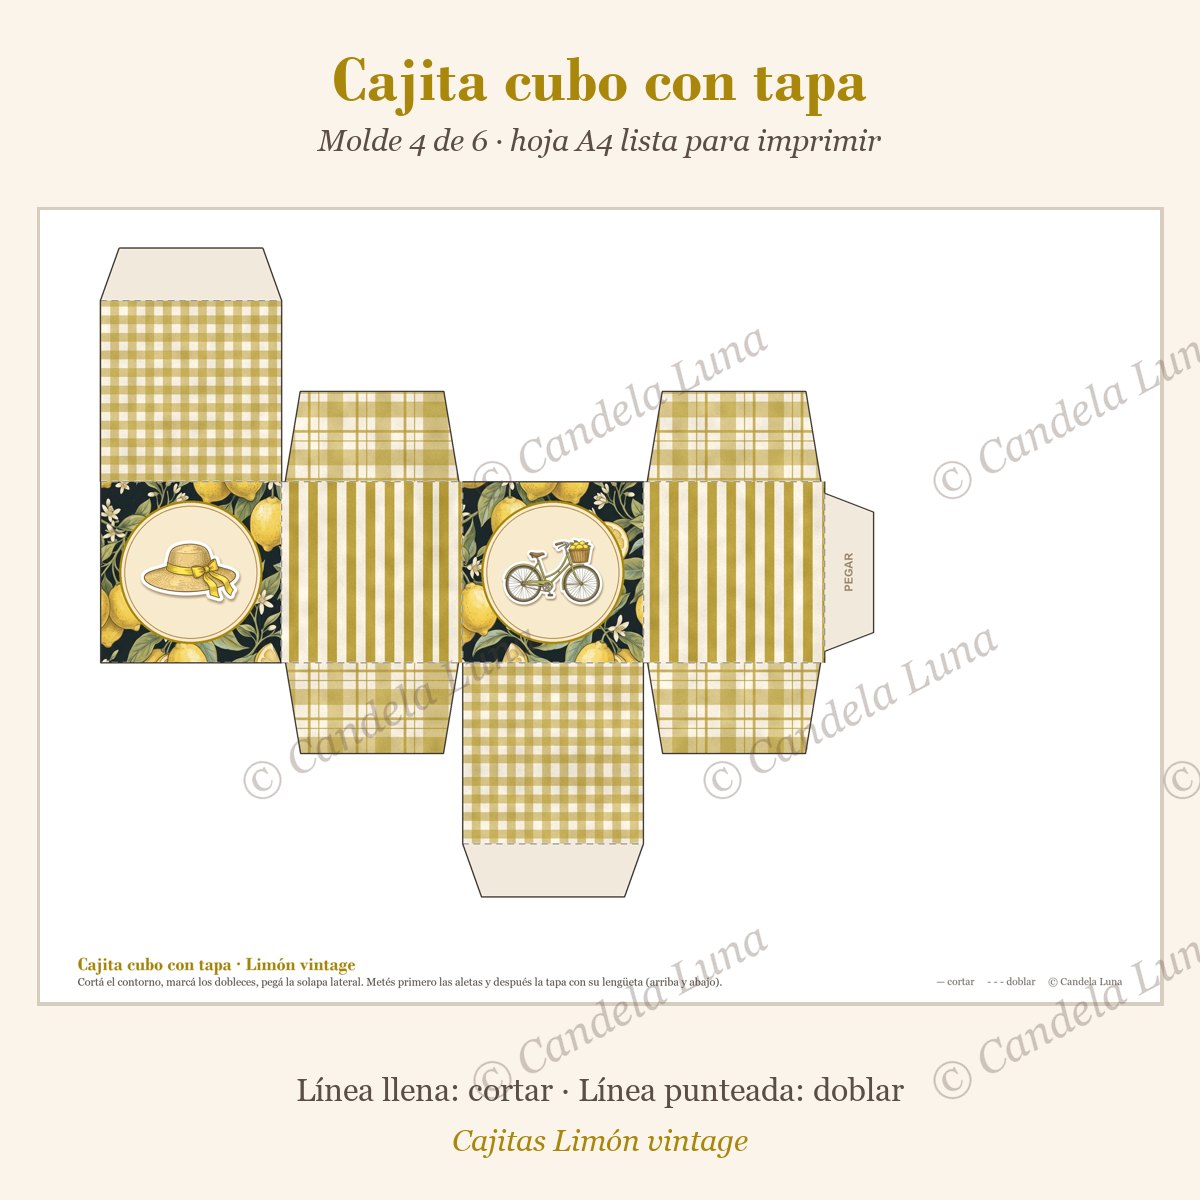 Cajita cubo con tapa
Molde 4 de 6 · hoja A4 lista para imprimir
© Candela Luna
© Candela Luna
PEGAR
© Candela Luna
© Candela Luna
©
Cajita cubo con tapa · Limón vintage
Cortá el contorno, marcá los dobleces, pegá la solapa lateral. Metés primero las aletas y después la tapa con su lengüeta (arriba y abajo).
— cortar - - - doblar © Candela Luna
© Candela Luna
© Candela Luna
Línea llena: cortar · Línea punteada: doblar
Cajitas Limón vintage